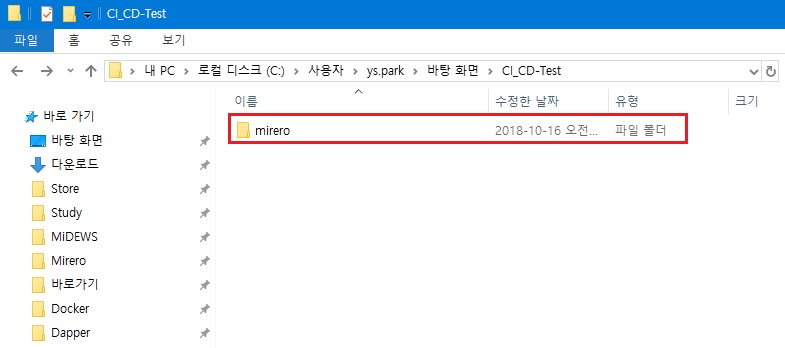 CI_CD-Test
파일 홈 공유 보기
내 PC > 로컬 디스크 (C:) > 사용자 > ys.park > 바탕 화면 > CI_CD-Test
이름 수정한 날짜 유형 크기
mirero 2018-10-16 오전... 파일 폴더
바로 가기
바탕 화면
다운로드
Store
Study
MiDEWS
Mirero
바로가기
Docker
Dapper